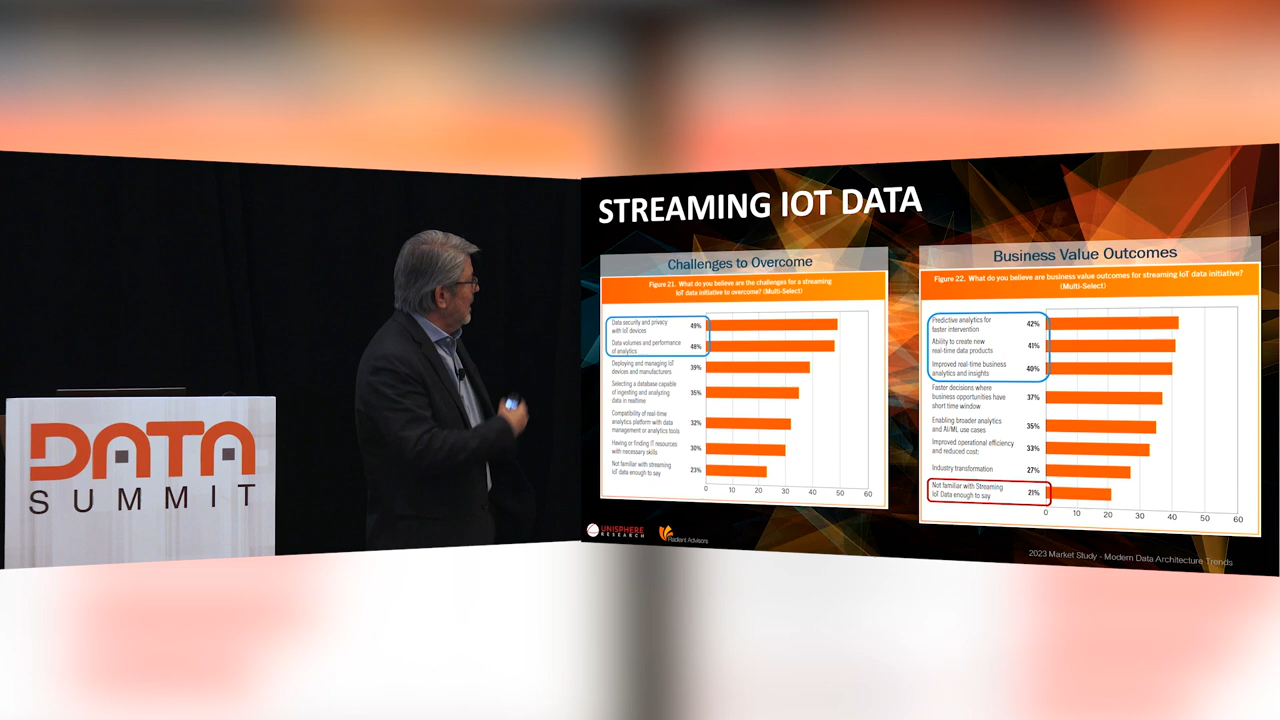 DATA
SUMMIT
STREAMING IOT DATA
Challenges to Overcome
Figure 21. What do you believe are the challenges for a streaming
IoT data initiative to overcome? (Multi-Select)
Data security and privacy
with IoT devices
49%
Data volumes and performance
of analytics
48%
Deploying and managing IoT
devices and manufacturers
39%
Selecting a database capable
of ingesting and analyzing
data in realtime
35%
Compatibility of real-time
analytics platform with data
management or analytics tools
32%
Having or finding IT resources
with necessary skills
30%
Not familiar with streaming
IoT data enough to say
23%
0 10 20 30 40 50 60
Business Value Outcomes
Figure 22. What do you believe are business value outcomes for streaming IoT data initiative?
(Multi-Select)
Predictive analytics for
faster intervention
42%
Ability to create new
real-time data products
41%
Improved real-time business
analytics and insights
40%
Faster decisions where
business opportunities have
short time window
37%
Enabling broader analytics
and AI/ML use cases
35%
Improved operational efficiency
and reduced cost:
33%
Industry transformation
27%
Not familiar with Streaming
IoT Data enough to say
21%
0 10 20 30 40 50 60
UNISPHERE
RESEARCH
Radiant Advisors
2023 Market Study - Modern Data Architecture Trends